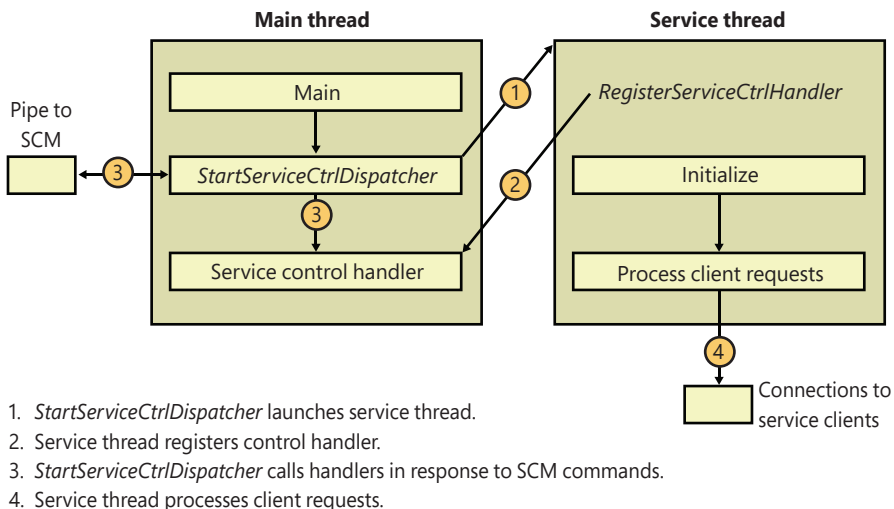 Main thread
Service thread
Main
RegisterServiceCtrlHandler
1
Pipe to
SCM
3
StartServiceCtrlDispatcher
2
Initialize
3
Service control handler
Process client requests
4
Connections to
service clients
1. StartServiceCtrlDispatcher launches service thread.
2. Service thread registers control handler.
3. StartServiceCtrlDispatcher calls handlers in response to SCM commands.
4. Service thread processes client requests.